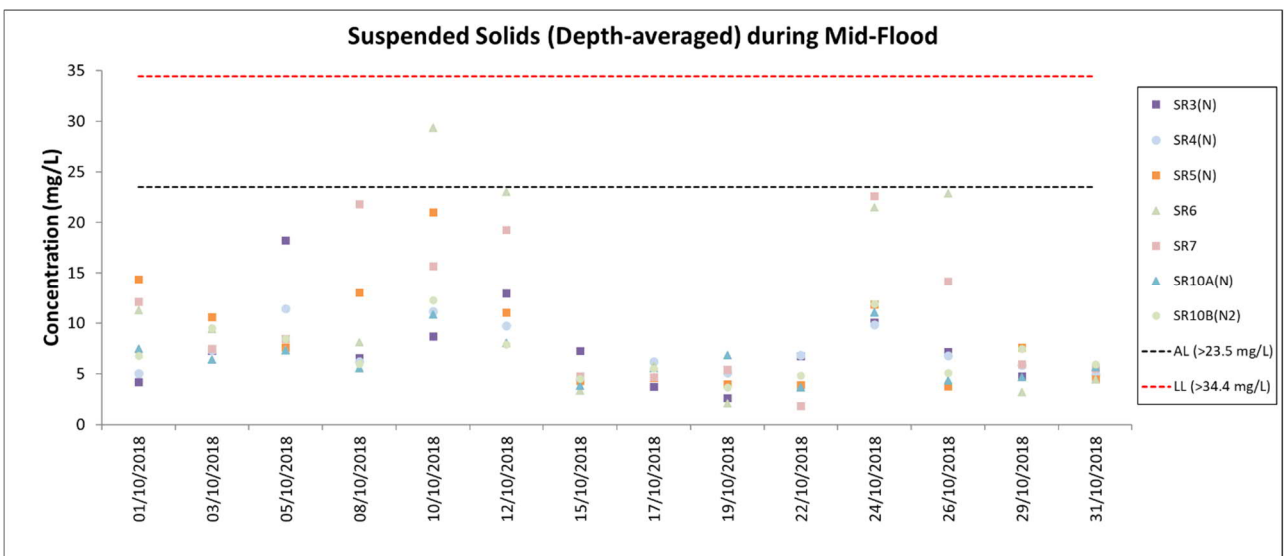 Suspended Solids (Depth-averaged) during Mid-Flood
Concentration (mg/L)
35
30
25
20
15
10
5
0
01/10/2018
03/10/2018
05/10/2018
08/10/2018
10/10/2018
12/10/2018
15/10/2018
17/10/2018
19/10/2018
22/10/2018
24/10/2018
26/10/2018
29/10/2018
31/10/2018
SR3(N)
SR4(N)
SR5(N)
SR6
SR7
SR10A(N)
SR10B(N2)
AL (>23.5 mg/L)
LL (>34.4 mg/L)